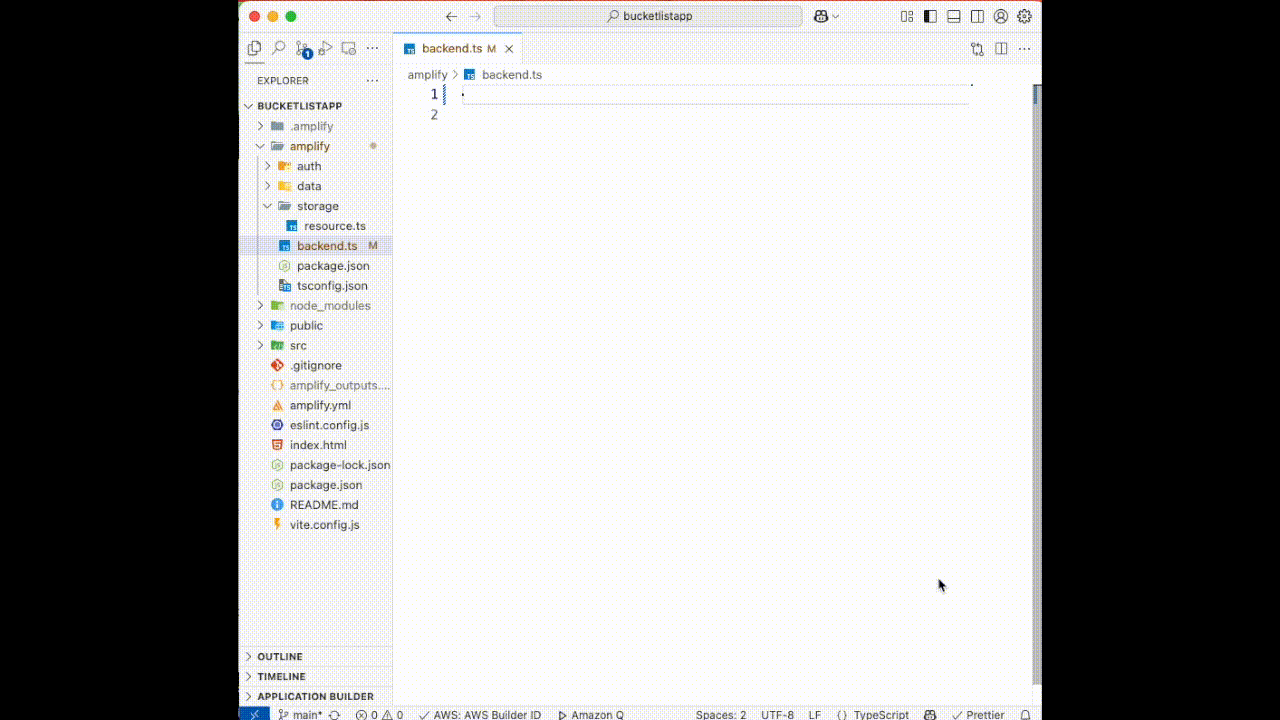 bucketlistapp
1
backend.ts M
EXPLORER
amplify > backend.ts
BUCKETLISTAPP
.amplify
amplify
auth
data
storage
resource.ts
backend.ts M
package.json
tsconfig.json
node_modules
public
src
.gitignore
amplify_outputs....
amplify.yml
eslint.config.js
index.html
package-lock.json
package.json
README.md
vite.config.js
1
2
OUTLINE
TIMELINE
APPLICATION BUILDER
main* 0 0 AWS: AWS Builder ID Amazon Q Spaces: 2 UTF-8 LF {} TypeScript Prettier